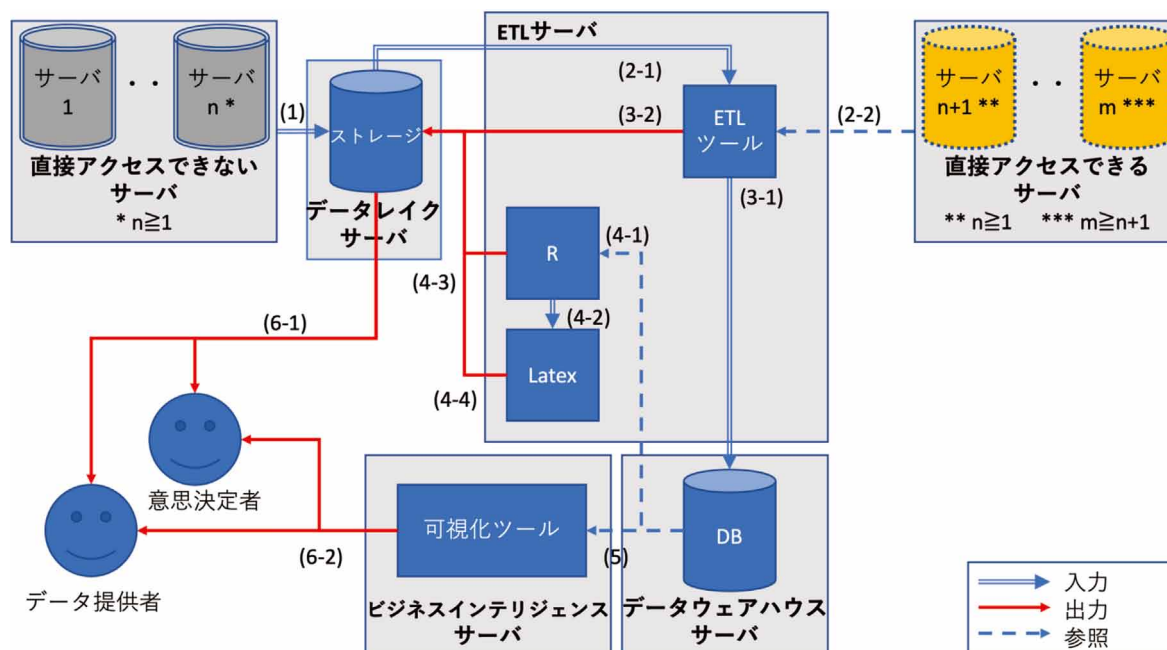 サーバ
1
・・
サーバ
n *
直接アクセスできない
サーバ
* n≧1
(1)
ストレージ
データレイク
サーバ
ETLサーバ
(2-1)
(3-2)
ETL
ツール
(3-1)
(2-2)
サーバ
n+1 **
・・
サーバ
m ***
直接アクセスできる
サーバ
** n≧1 *** m≧n+1
R
(4-1)
(4-3)
(4-2)
Latex
(4-4)
(6-1)
意思決定者
データ提供者
(6-2)
可視化ツール
ビジネスインテリジェンス
サーバ
(5)
DB
データウェアハウス
サーバ
入力
出力
参照